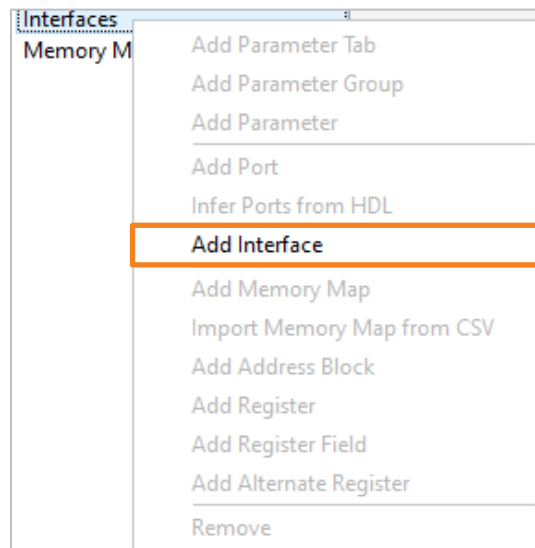 Interfaces
Memory M
Add Parameter Tab
Add Parameter Group
Add Parameter
Add Port
Infer Ports from HDL
Add Interface
Add Memory Map
Import Memory Map from CSV
Add Address Block
Add Register
Add Register Field
Add Alternate Register
Remove